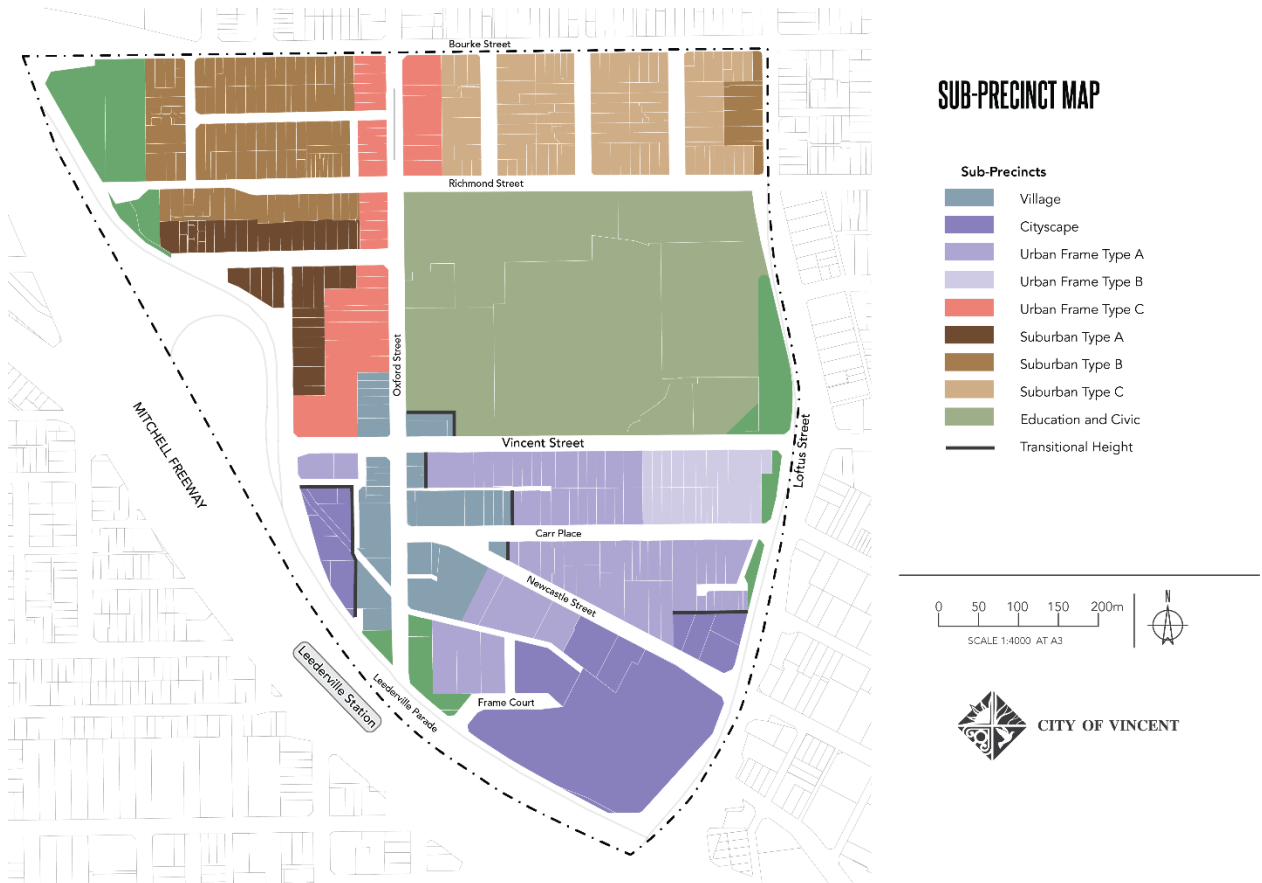 Bourke Street
SUB-PRECINCT MAP
Sub-Precincts
Village
Cityscape
Urban Frame Type A
Urban Frame Type B
Urban Frame Type C
Suburban Type A
Suburban Type B
Suburban Type C
Education and Civic
Transitional Height
Richmond Street
Oxford Street
MITCHELL FREEWAY
Vincent Street
Loftus Street
Carr Place
Newcastle Street
Leederville Station
Leederville Parade
Frame Court
0 50 100 150 200m
SCALE 1:4000 AT A3
N
CITY OF VINCENT